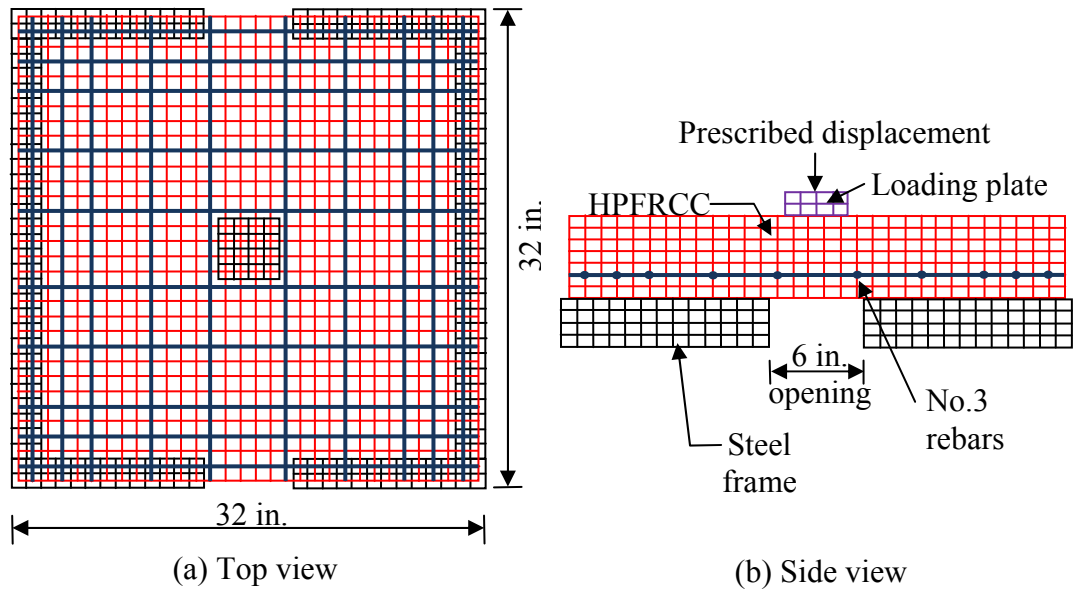 32 in.
32 in.
(a) Top view
Prescribed displacement
Loading plate
HPFRCC
6 in.
opening
No.3
rebars
Steel
frame
(b) Side view